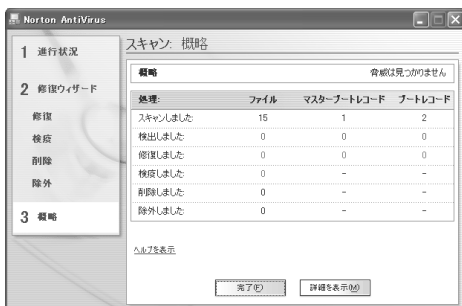 Norton AntiVirus
1 進行状況
2 修復ウィザード
修復
検疫
削除
除外
3 概略
スキャン: 概略
概略 脅威は見つかりません
処理: ファイル マスターブートレコード ブートレコード
スキャンしました: 15 1 2
検出しました: 0 0 0
修復しました: 0 0 0
検疫しました: 0 - -
削除しました: 0 - -
除外しました: 0 - -
ヘルプを表示
完了(F) 詳細を表示(M)